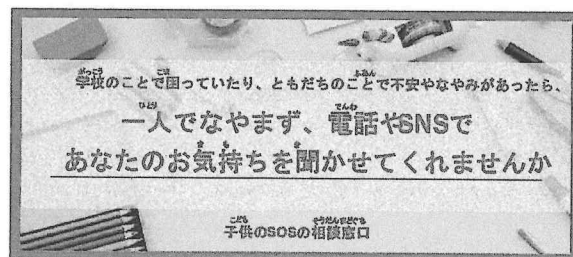 学校のことで困っていたり、ともだちのことで不安やなやみがあったら、
一人でなやまず、電話やSNSで
あなたのお気持ちを聞かせてくれませんか
子供のSOSの相談窓口